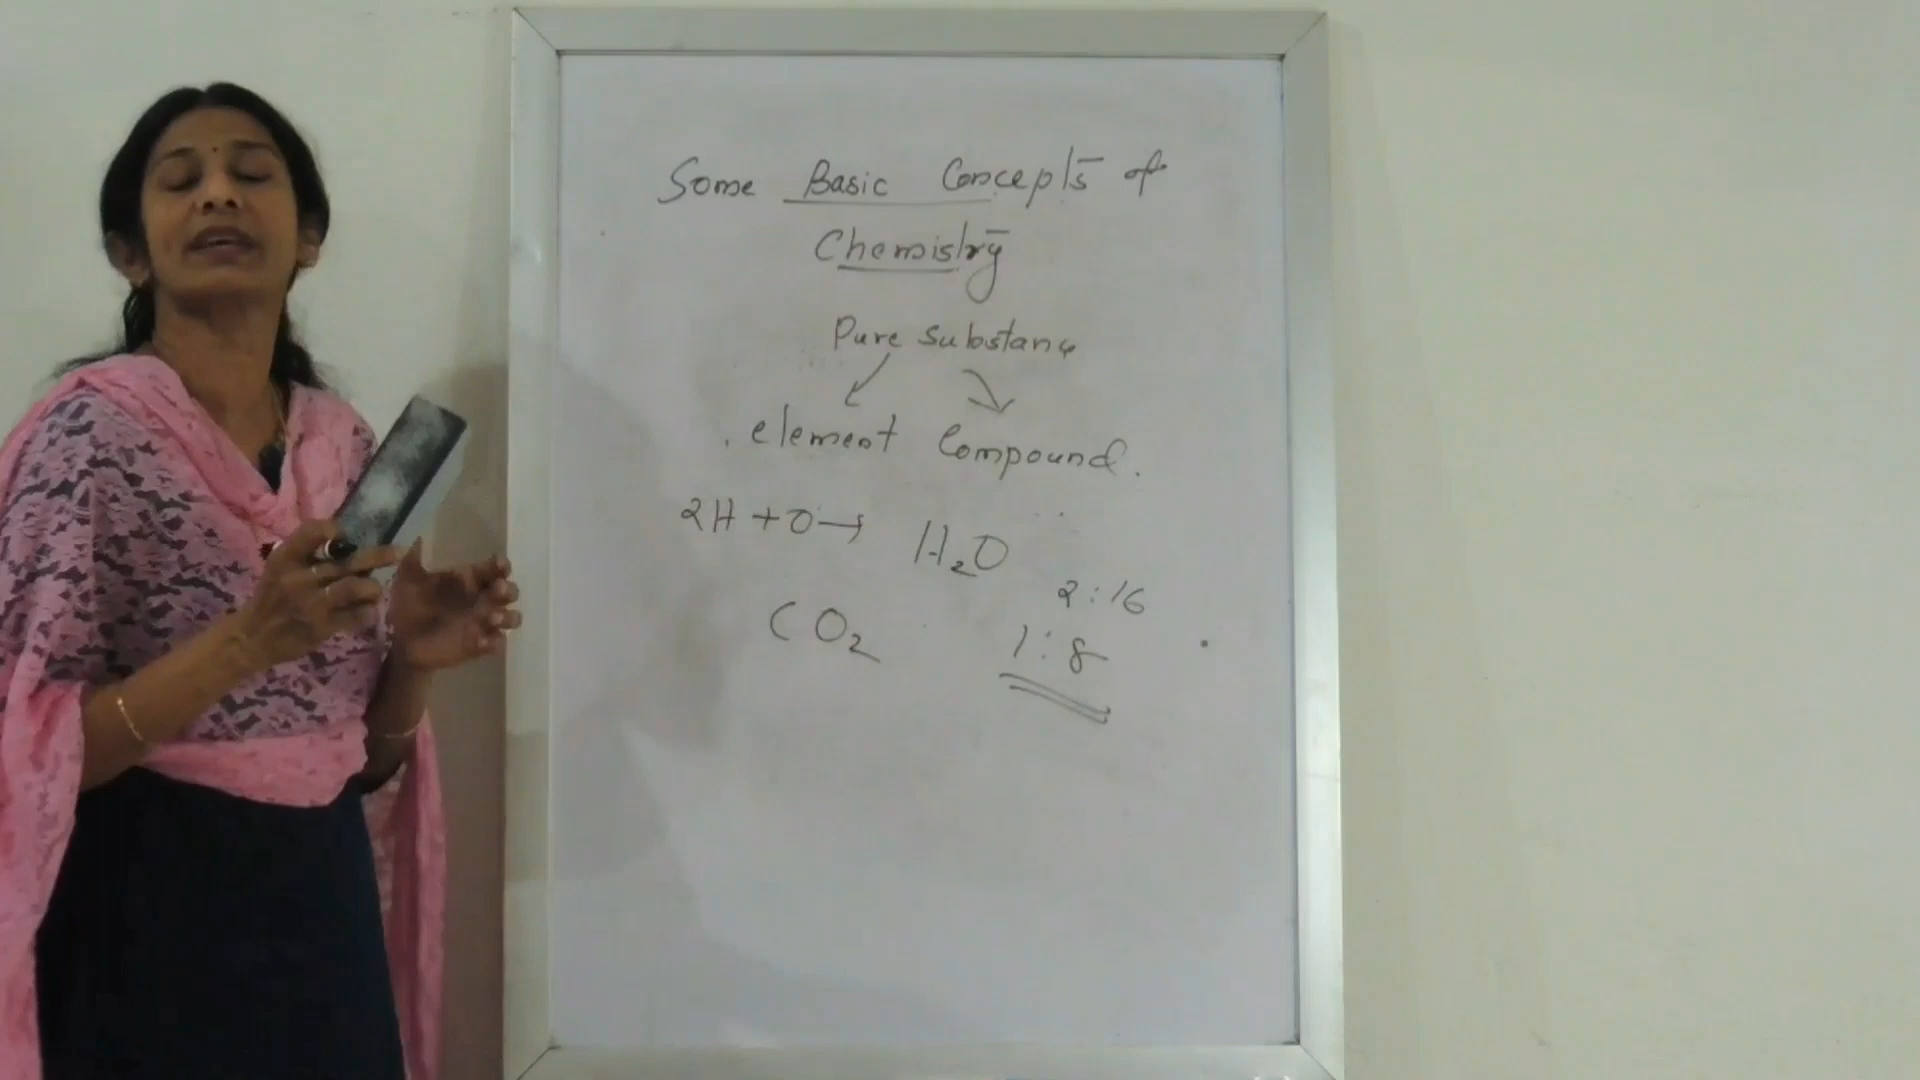 Some Basic Concepts of
Chemistry
Pure Substance
element Compound.
2H + O → H₂O
2 : 16
CO₂
1 : 8